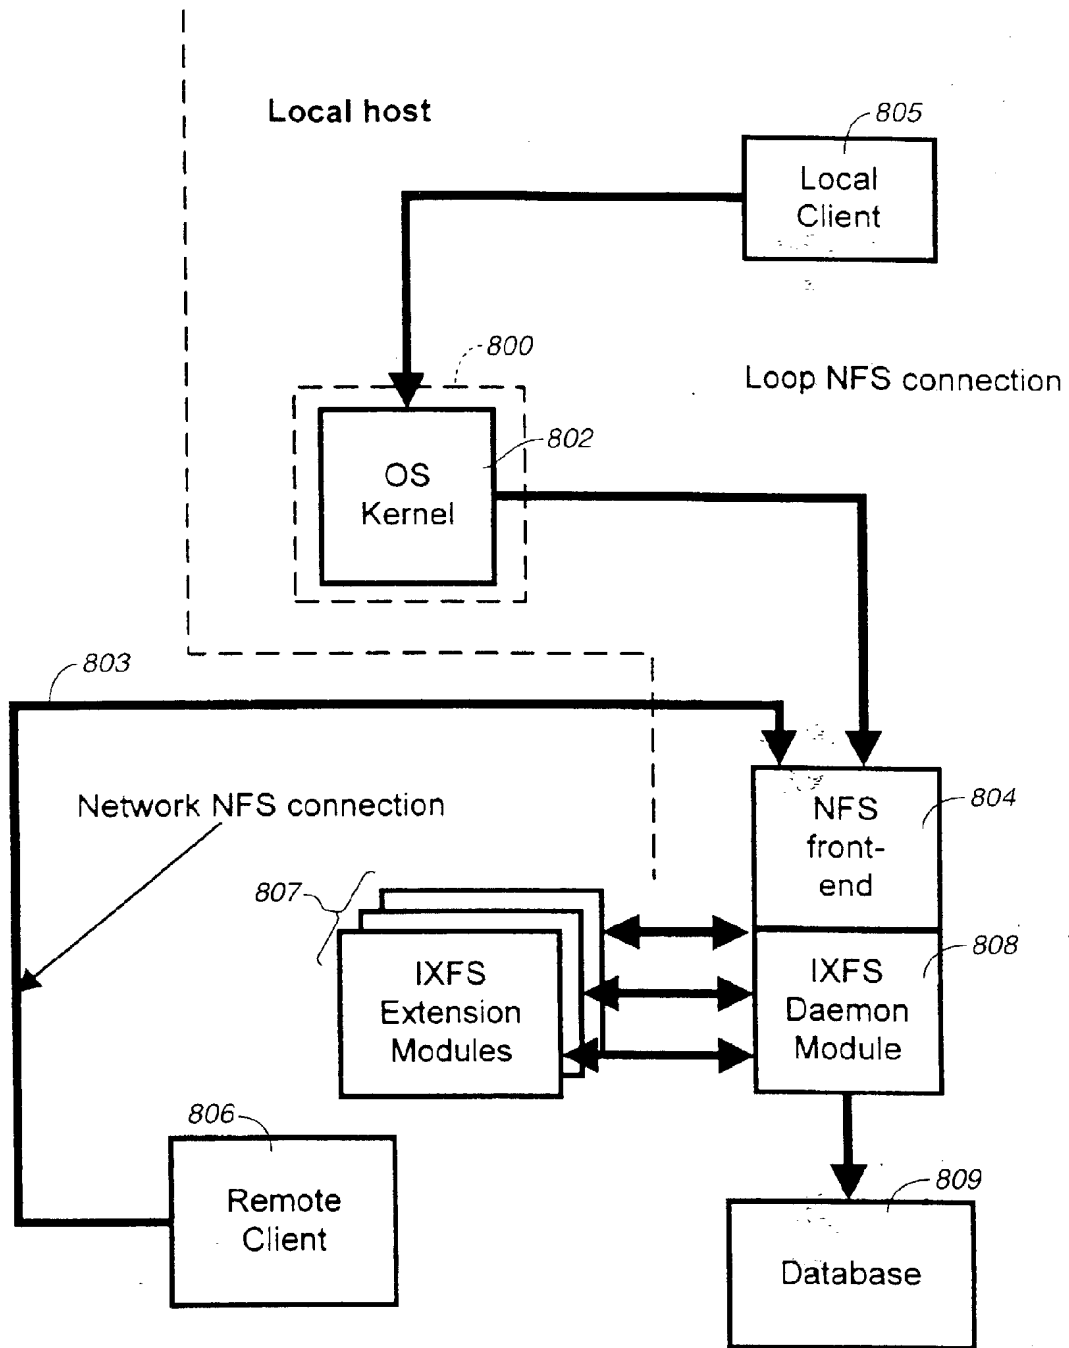 Local host
805
Local
Client
800
Loop NFS connection
802
OS
Kernel
803
Network NFS connection
804
NFS
front-
end
807
808
IXFS
Extension
Modules
IXFS
Daemon
Module
806
Remote
Client
809
Database